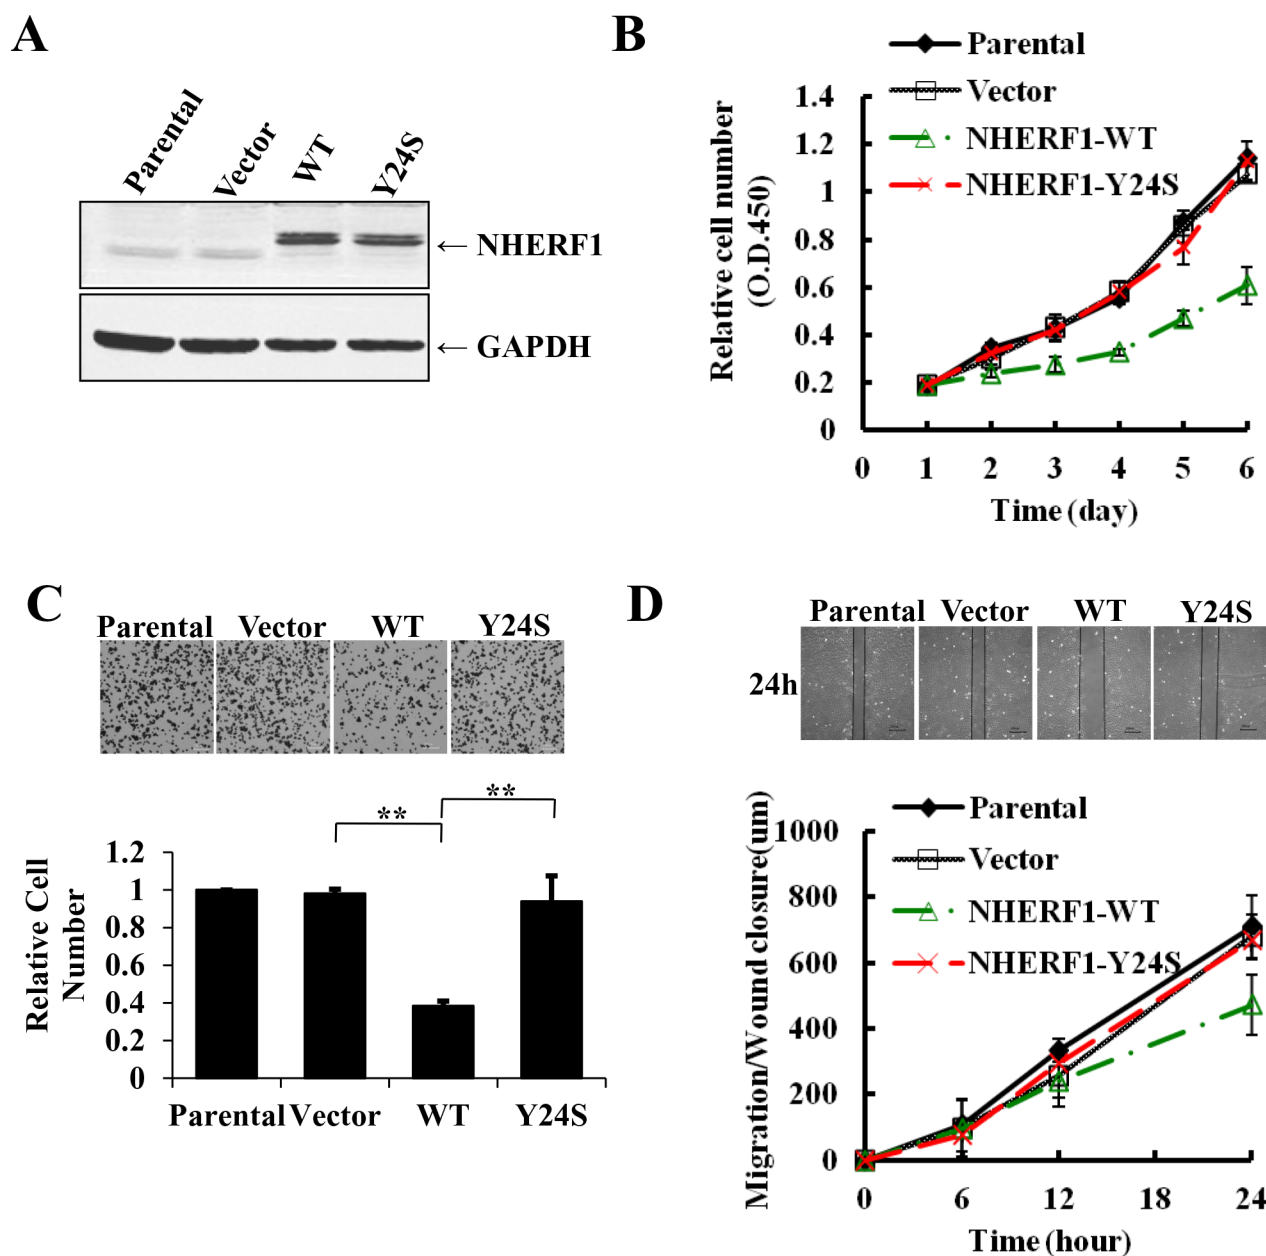 A
Parental
Vector
WT
Y24S
← NHERF1
← GAPDH
B
Parental
Vector
NHERF1-WT
NHERF1-Y24S
Relative cell number
(O.D.450)
1.4
1.2
1
0.8
0.6
0.4
0.2
0
0 1 2 3 4 5 6
Time (day)
C
Parental Vector WT Y24S
** **
Relative Cell
Number
1.2
1
0.8
0.6
0.4
0.2
0
Parental Vector WT Y24S
D
Parental Vector WT Y24S
24h
Parental
Vector
NHERF1-WT
NHERF1-Y24S
Migration/Wound closure(um)
1000
800
600
400
200
0
0 6 12 18 24
Time (hour)